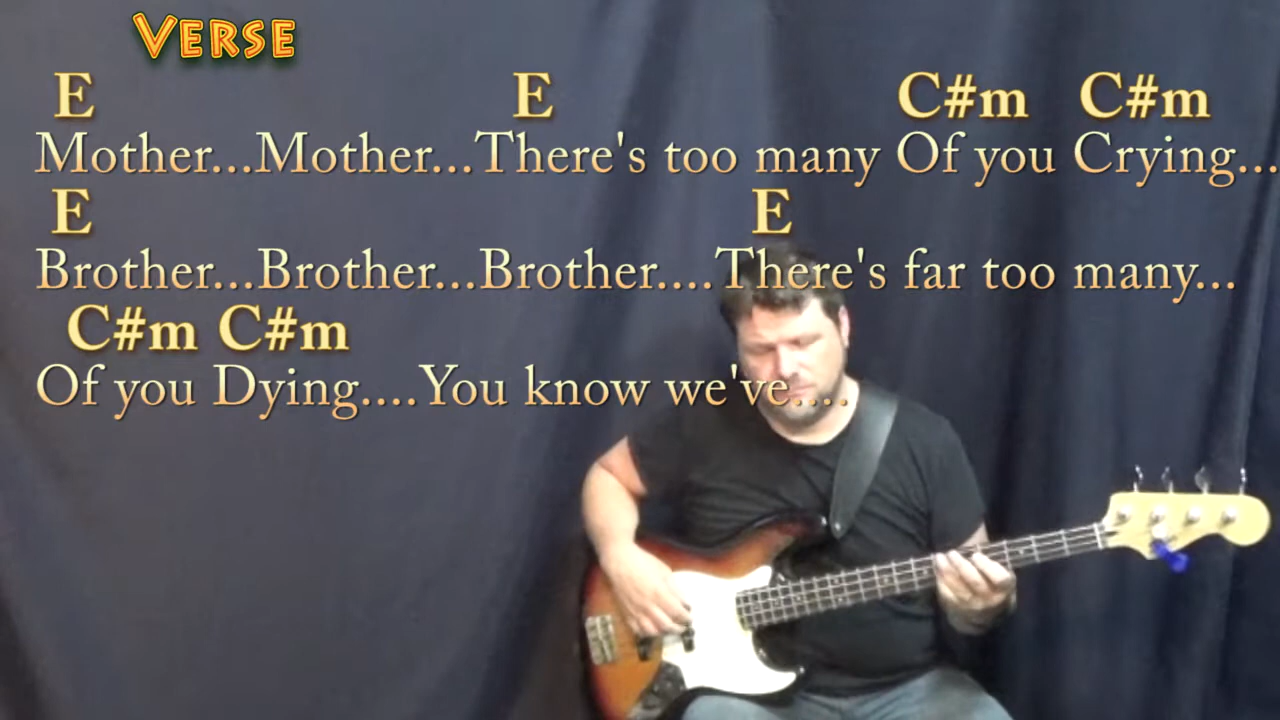 VERSE
E E C#m C#m
Mother...Mother...There's too many Of you Crying...
E E
Brother...Brother...Brother....There's far too many...
C#m C#m
Of you Dying....You know we've....